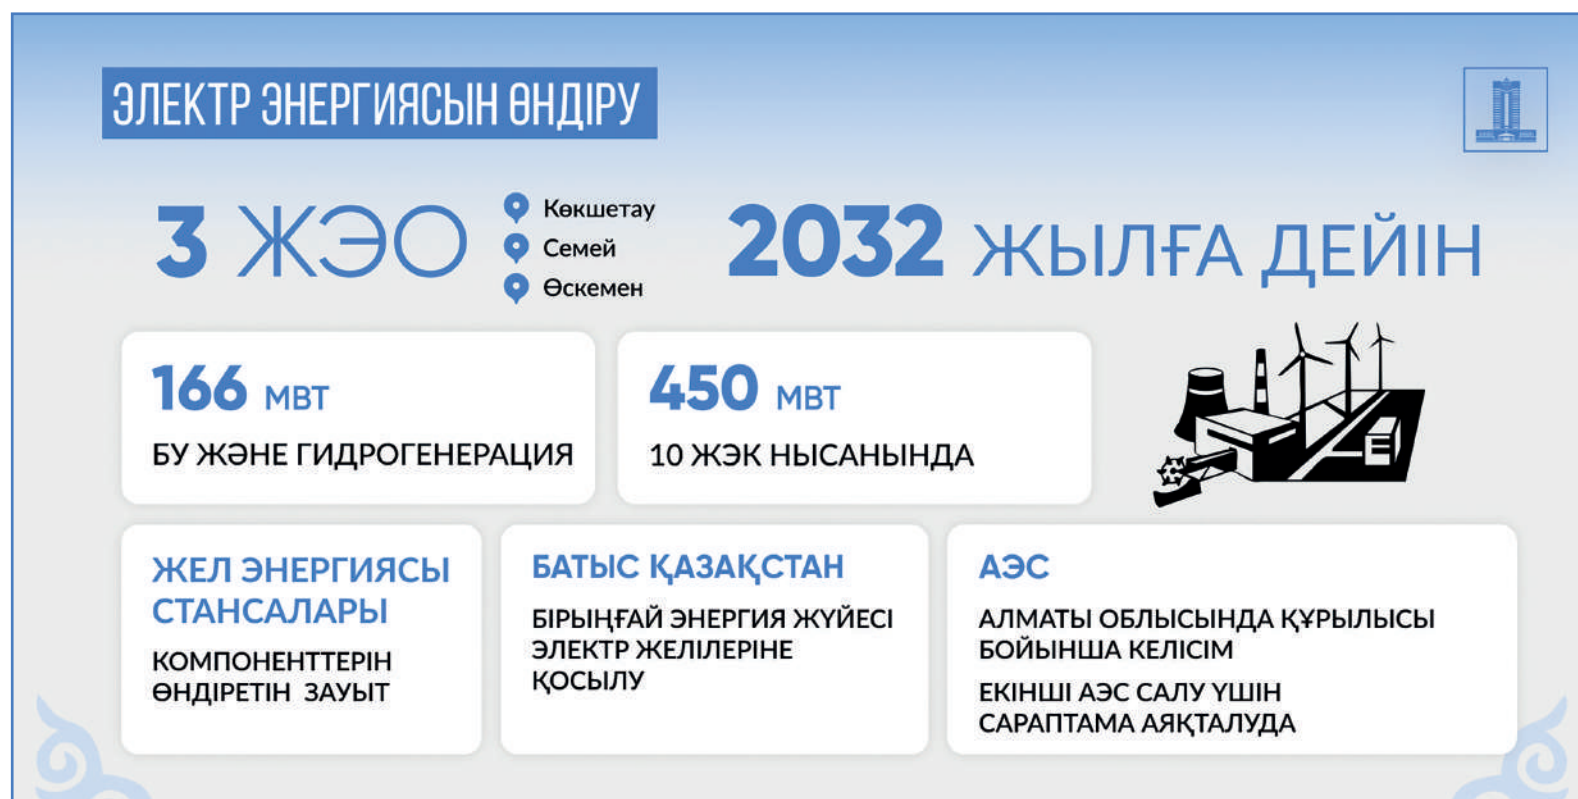 ЭЛЕКТР ЭНЕРГИЯСЫН ӨНДІРУ
3 ЖЭО
Көкшетау
Семей
Өскемен
2032 ЖЫЛҒА ДЕЙІН
166 МВТ
БУ ЖӘНЕ ГИДРОГЕНЕРАЦИЯ
450 МВТ
10 ЖЭК НЫСАНЫНДА
ЖЕЛ ЭНЕРГИЯСЫ
СТАНСАЛАРЫ
КОМПОНЕНТТЕРІН
ӨНДІРЕТІН ЗАУЫТ
БАТЫС ҚАЗАҚСТАН
БІРЫҢҒАЙ ЭНЕРГИЯ ЖҮЙЕСІ
ЭЛЕКТР ЖЕЛІЛЕРІНЕ
ҚОСЫЛУ
АЭС
АЛМАТЫ ОБЛЫСЫНДА ҚҰРЫЛЫСЫ
БОЙЫНША КЕЛІСІМ
ЕКІНШІ АЭС САЛУ ҮШІН
САРАПТАМА АЯҚТАЛУДА